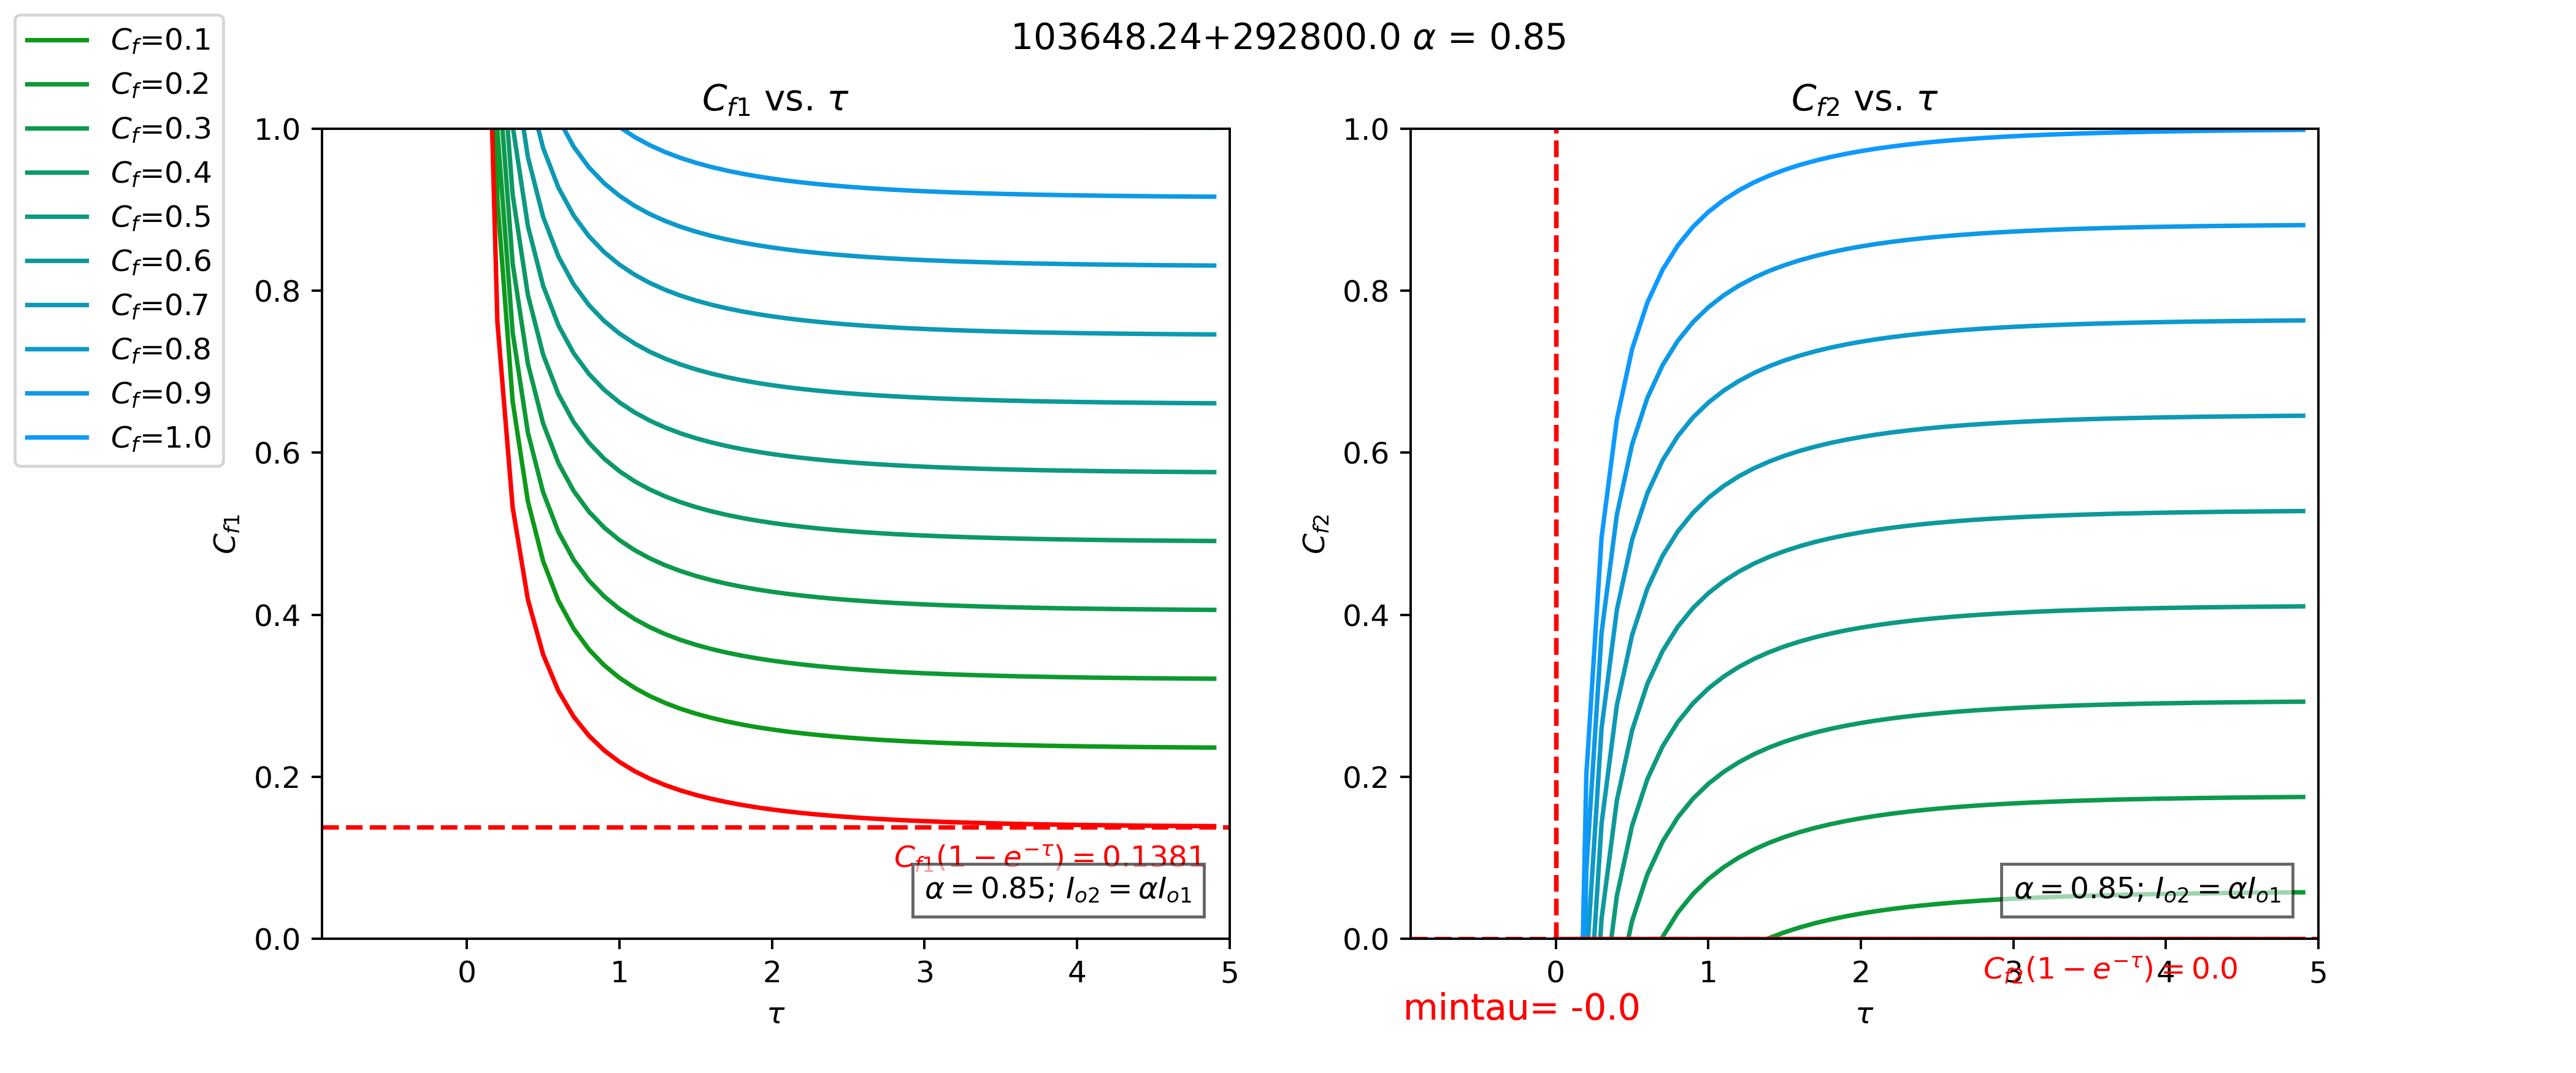 103648.24+292800.0 α = 0.85
C_f=0.1
C_f=0.2
C_f=0.3
C_f=0.4
C_f=0.5
C_f=0.6
C_f=0.7
C_f=0.8
C_f=0.9
C_f=1.0
C_f1 vs. τ
1.0
0.8
0.6
0.4
0.2
0.0
C_f1
0 1 2 3 4 5
τ
C_f1(1 − e^−τ) = 0.1381
α = 0.85; I_o2 = αI_o1
C_f2 vs. τ
1.0
0.8
0.6
0.4
0.2
0.0
C_f2
α = 0.85; I_o2 = αI_o1
0 1 2 3 4 5
C_f2(1 − e^−τ) = 0.0
τ
mintau= -0.0